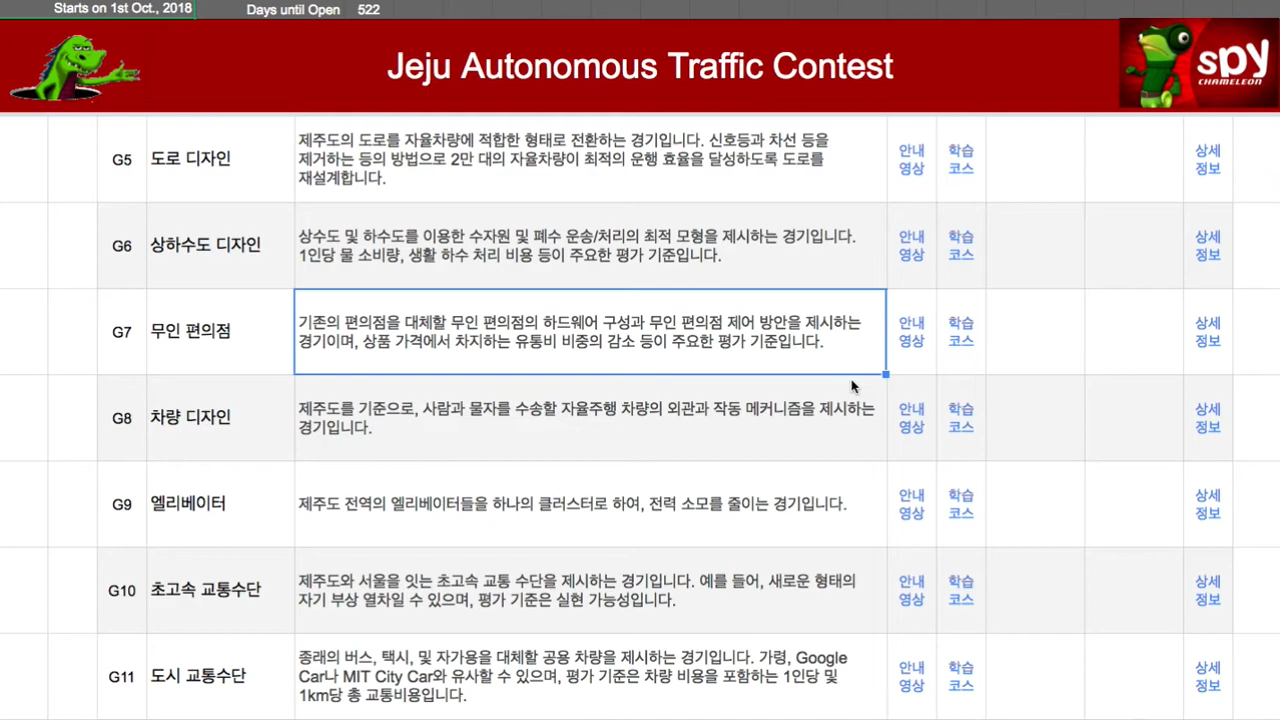 Starts on 1st Oct., 2018 Days until Open 522
Jeju Autonomous Traffic Contest
spy
CHAMELEON
G5 도로 디자인
제주도의 도로를 자율차량에 적합한 형태로 전환하는 경기입니다. 신호등과 차선 등을
제거하는 등의 방법으로 2만 대의 자율차량이 최적의 운행 효율을 달성하도록 도로를
재설계합니다.
안내
영상
학습
코스
상세
정보
G6 상하수도 디자인
상수도 및 하수도를 이용한 수자원 및 폐수 운송/처리의 최적 모형을 제시하는 경기입니다.
1인당 물 소비량, 생활 하수 처리 비용 등이 주요한 평가 기준입니다.
안내
영상
학습
코스
상세
정보
G7 무인 편의점
기존의 편의점을 대체할 무인 편의점의 하드웨어 구성과 무인 편의점 제어 방안을 제시하는
경기이며, 상품 가격에서 차지하는 유통비 비중의 감소 등이 주요한 평가 기준입니다.
안내
영상
학습
코스
상세
정보
G8 차량 디자인
제주도를 기준으로, 사람과 물자를 수송할 자율주행 차량의 외관과 작동 메커니즘을 제시하는
경기입니다.
안내
영상
학습
코스
상세
정보
G9 엘리베이터
제주도 전역의 엘리베이터들을 하나의 클러스터로 하여, 전력 소모를 줄이는 경기입니다.
안내
영상
학습
코스
상세
정보
G10 초고속 교통수단
제주도와 서울을 잇는 초고속 교통 수단을 제시하는 경기입니다. 예를 들어, 새로운 형태의
자기 부상 열차일 수 있으며, 평가 기준은 실현 가능성입니다.
안내
영상
학습
코스
상세
정보
G11 도시 교통수단
종래의 버스, 택시, 및 자가용을 대체할 공용 차량을 제시하는 경기입니다. 가령, Google
Car나 MIT City Car와 유사할 수 있으며, 평가 기준은 차량 비용을 포함하는 1인당 및
1km당 총 교통비용입니다.
안내
영상
학습
코스
상세
정보